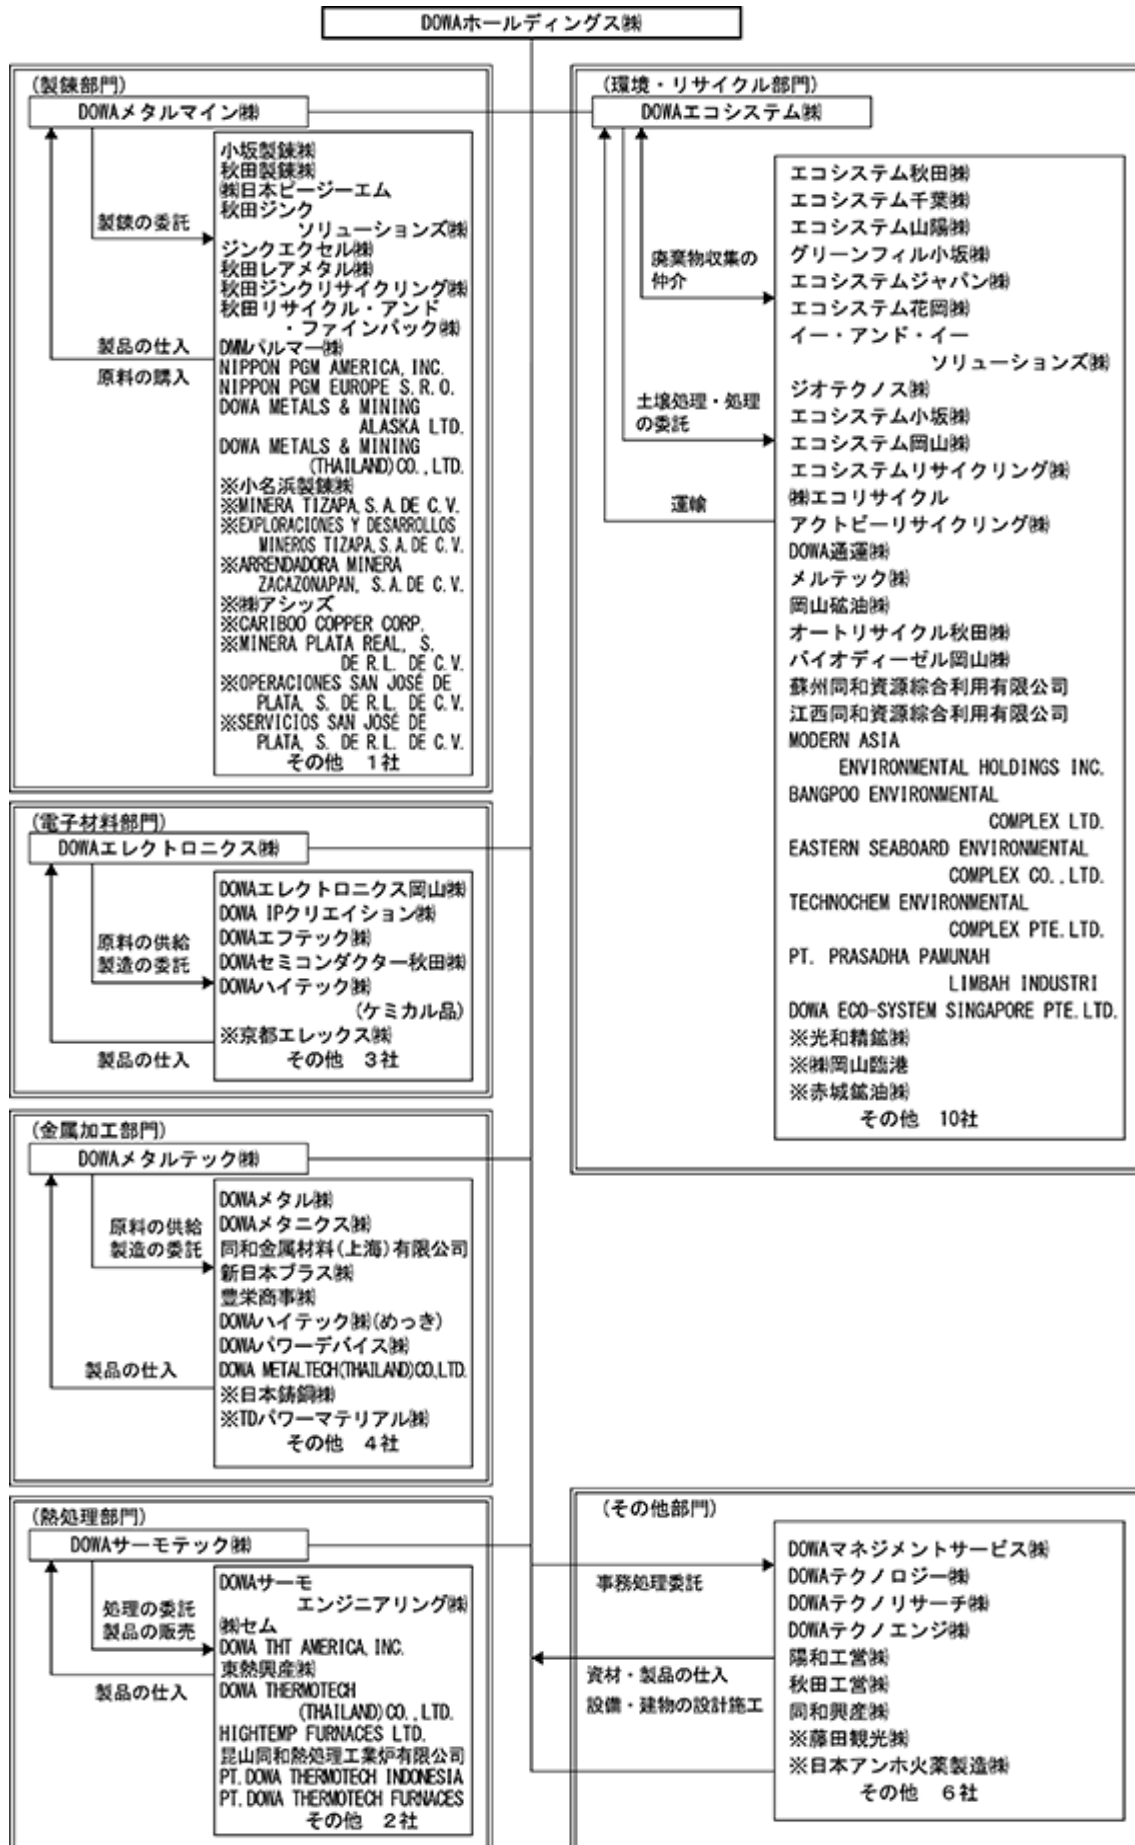 DOWAホールディングス㈱
(製錬部門)
DOWAメタルマイン㈱
製錬の委託
製品の仕入
原料の購入
小坂製錬㈱
秋田製錬㈱
㈱日本ピージーエム
秋田ジンク
ソリューションズ㈱
ジンクエクセル㈱
秋田レアメタル㈱
秋田ジンクリサイクリング㈱
秋田リサイクル・アンド
・ファインパック㈱
DMMパルマー㈱
NIPPON PGM AMERICA, INC.
NIPPON PGM EUROPE S.R.O.
DOWA METALS & MINING
ALASKA LTD.
DOWA METALS & MINING
(THAILAND)CO.,LTD.
※小名浜製錬㈱
※MINERA TIZAPA, S.A. DE C.V.
※EXPLORACIONES Y DESARROLLOS
MINEROS TIZAPA, S.A. DE C.V.
※ARRENDADORA MINERA
ZACAZONAPAN, S.A. DE C.V.
※㈱アシッズ
※CARIBOO COPPER CORP.
※MINERA PLATA REAL, S.
DE R.L. DE C.V.
※OPERACIONES SAN JOSÉ DE
PLATA, S. DE R.L. DE C.V.
※SERVICIOS SAN JOSÉ DE
PLATA, S. DE R.L. DE C.V.
その他 1社
(電子材料部門)
DOWAエレクトロニクス㈱
原料の供給
製造の委託
製品の仕入
DOWAエレクトロニクス岡山㈱
DOWA IPクリエイション㈱
DOWAエフテック㈱
DOWAセミコンダクター秋田㈱
DOWAハイテック㈱
(ケミカル品)
※京都エレックス㈱
その他 3社
(金属加工部門)
DOWAメタルテック㈱
原料の供給
製造の委託
製品の仕入
DOWAメタル㈱
DOWAメタニクス㈱
同和金属材料(上海)有限公司
新日本ブラス㈱
豊栄商事㈱
DOWAハイテック㈱(めっき)
DOWAパワーデバイス㈱
DOWA METALTECH(THAILAND)CO.,LTD.
※日本鋳銅㈱
※TDパワーマテリアル㈱
その他 4社
(熱処理部門)
DOWAサーモテック㈱
処理の委託
製品の販売
製品の仕入
DOWAサーモ
エンジニアリング㈱
㈱セム
DOWA THT AMERICA, INC.
東熱興産㈱
DOWA THERMOTECH
(THAILAND)CO.,LTD.
HIGHTEMP FURNACES LTD.
昆山同和熱処理工業炉有限公司
PT. DOWA THERMOTECH INDONESIA
PT. DOWA THERMOTECH FURNACES
その他 2社
(環境・リサイクル部門)
DOWAエコシステム㈱
廃棄物収集の
仲介
土壌処理・処理
の委託
運輸
エコシステム秋田㈱
エコシステム千葉㈱
エコシステム山陽㈱
グリーンフィル小坂㈱
エコシステムジャパン㈱
エコシステム花岡㈱
イー・アンド・イー
ソリューションズ㈱
ジオテクノス㈱
エコシステム小坂㈱
エコシステム岡山㈱
エコシステムリサイクリング㈱
㈱エコリサイクル
アクトビーリサイクリング㈱
DOWA通運㈱
メルテック㈱
岡山砿油㈱
オートリサイクル秋田㈱
バイオディーゼル岡山㈱
蘇州同和資源綜合利用有限公司
江西同和資源綜合利用有限公司
MODERN ASIA
ENVIRONMENTAL HOLDINGS INC.
BANGPOO ENVIRONMENTAL
COMPLEX LTD.
EASTERN SEABOARD ENVIRONMENTAL
COMPLEX CO.,LTD.
TECHNOCHEM ENVIRONMENTAL
COMPLEX PTE.LTD.
PT. PRASADHA PAMUNAH
LIMBAH INDUSTRI
DOWA ECO-SYSTEM SINGAPORE PTE.LTD.
※光和精鉱㈱
※㈱岡山臨港
※赤城鉱油㈱
その他 10社
(その他部門)
事務処理委託
資材・製品の仕入
設備・建物の設計施工
DOWAマネジメントサービス㈱
DOWAテクノロジー㈱
DOWAテクノリサーチ㈱
DOWAテクノエンジ㈱
陽和工営㈱
秋田工営㈱
同和興産㈱
※藤田観光㈱
※日本アンホ火薬製造㈱
その他 6社